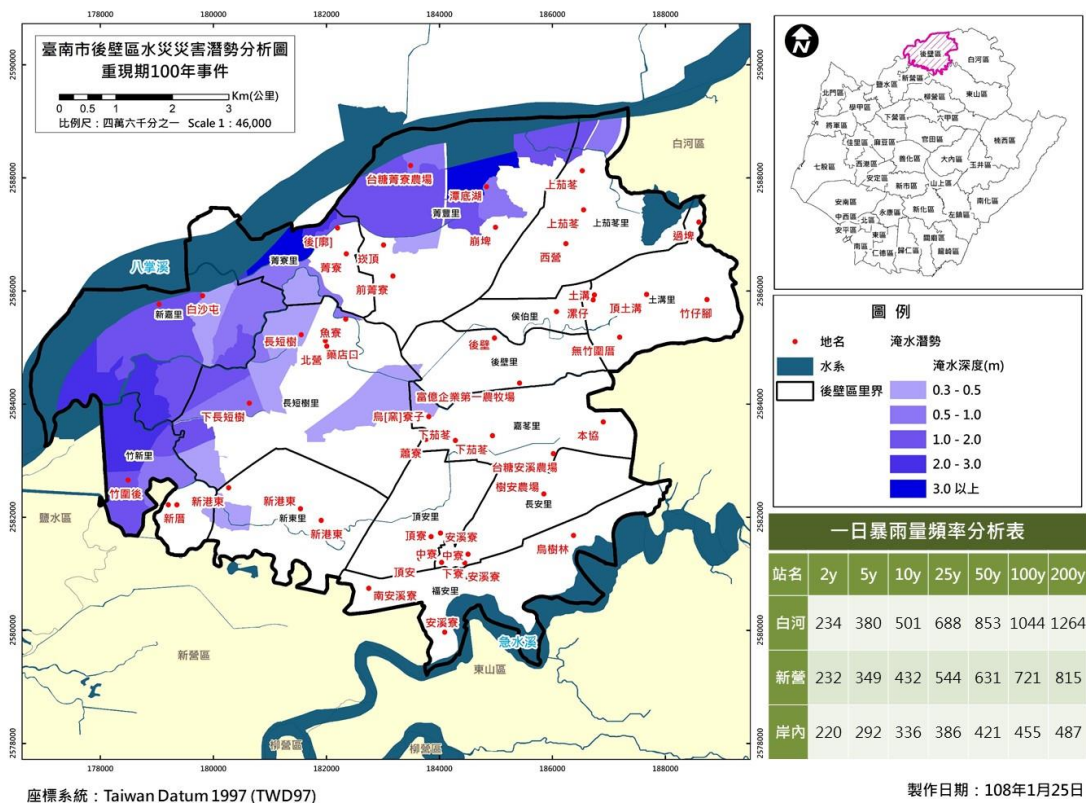 臺南市後壁區水災災害潛勢分析圖
重現期100年事件
0 0.5 1 2 3 Km(公里)
比例尺：四萬六千分之一 Scale 1：46,000
178000 180000 182000 184000 186000 188000
2590000
2588000
2586000
2584000
2582000
2580000
2578000
白河區
台糖菁寮農場
潭底湖
上茄苳
菁豐里
上茄苳
上茄苳里
過埤
後[廍]
崁頂
崩埤
西營
菁寮里
菁寮
前菁寮
八掌溪
白沙屯
新嘉里
土溝
土溝里
漯仔
頂土溝
竹仔腳
侯伯里
長短樹
魚寮
北營
藥店口
後壁
無竹圍厝
後壁里
長短樹里
富億企業第一農牧場
下長短樹
烏[窯]寮子
嘉苳里
下茄苳
下茄苳
本協
蕭寮
竹新里
台糖安溪農場
竹圍後
樹安農場
新港東
新港東
長安里
新厝
鹽水區
新東里
新港東
頂安里
頂寮
安溪寮
烏樹林
中寮
中寮
頂安
下寮
安溪寮
福安里
南安溪寮
安溪寮
急水溪
新營區
東山區
柳營區
柳營區
178000 180000 182000 184000 186000 188000
座標系統：Taiwan Datum 1997 (TWD97)
N
後壁區
白河區
新營區
鹽水區
東山區
北門區
柳營區
學甲區
六甲區
下營區
將軍區
官田區
楠西區
佳里區
麻豆區
七股區
西港區
善化區
大內區
玉井區
安定區
新市區
山上區
安南區
南化區
中西區
北區
永康區
新化區
左鎮區
安平區
東區
南區
仁德區
歸仁區
關廟區
龍崎區
圖 例
地名
水系
後壁區里界
淹水潛勢
淹水深度(m)
0.3 - 0.5
0.5 - 1.0
1.0 - 2.0
2.0 - 3.0
3.0 以上
一日暴雨量頻率分析表
站名 2y 5y 10y 25y 50y 100y 200y
白河 234 380 501 688 853 1044 1264
新營 232 349 432 544 631 721 815
岸內 220 292 336 386 421 455 487
製作日期：108年1月25日